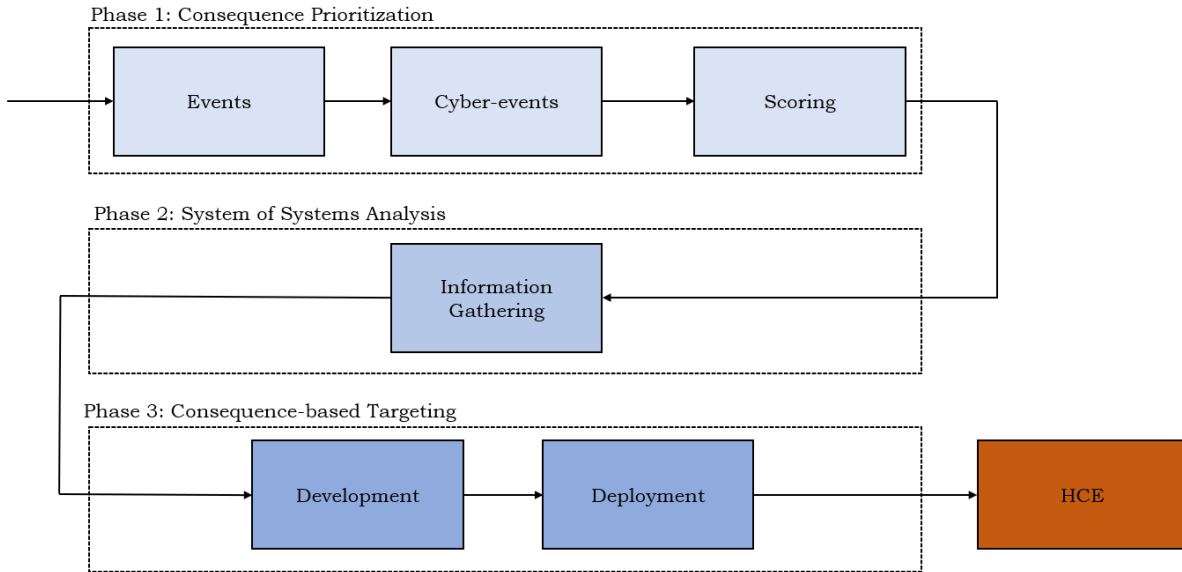 Phase 1: Consequence Prioritization
Events
Cyber-events
Scoring
Phase 2: System of Systems Analysis
Information
Gathering
Phase 3: Consequence-based Targeting
Development
Deployment
HCE